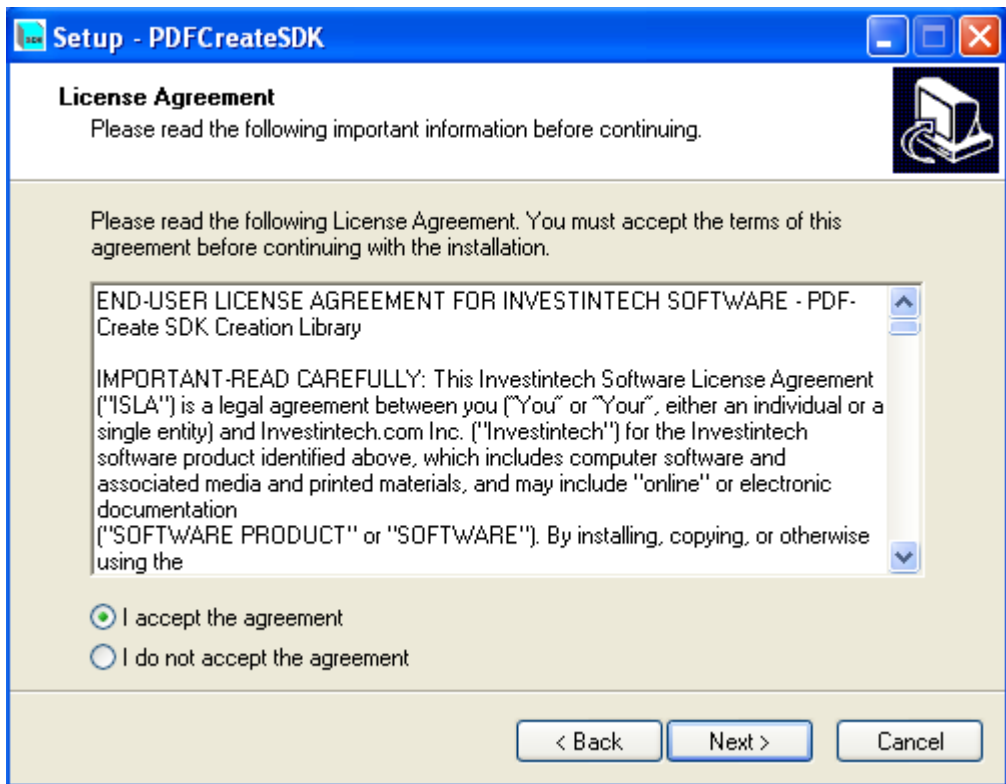 Setup - PDFCreateSDK
License Agreement
Please read the following important information before continuing.
Please read the following License Agreement. You must accept the terms of this
agreement before continuing with the installation.
END-USER LICENSE AGREEMENT FOR INVESTINTECH SOFTWARE - PDF-
Create SDK Creation Library
IMPORTANT-READ CAREFULLY: This Investintech Software License Agreement
("ISLA") is a legal agreement between you (˝You˝ or ˝Your˝, either an individual or a
single entity) and Investintech.com Inc. ("Investintech") for the Investintech
software product identified above, which includes computer software and
associated media and printed materials, and may include "online" or electronic
documentation
("SOFTWARE PRODUCT" or "SOFTWARE"). By installing, copying, or otherwise
using the
I accept the agreement
I do not accept the agreement
< Back Next > Cancel